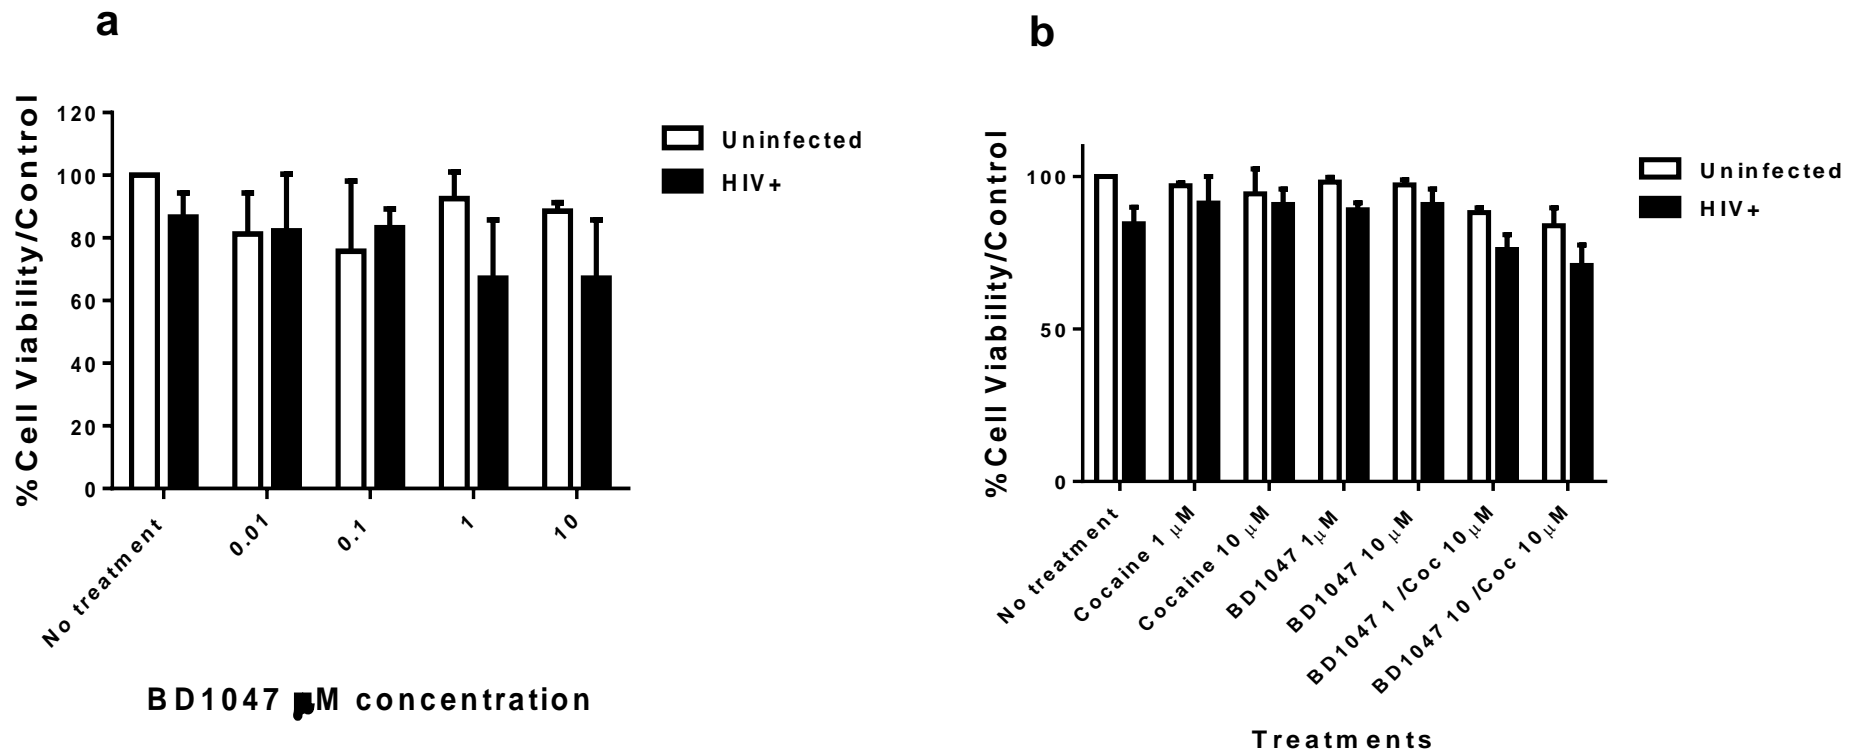 a
%Cell Viability/Control
120
100
80
60
40
20
0
No treatment
0.01
0.1
1
10
BD1047 μM concentration
Uninfected
HIV+
b
%Cell Viability/Control
100
50
0
No treatment
Cocaine 1 μM
Cocaine 10 μM
BD1047 1μM
BD1047 10 μM
BD1047 1 /Coc 10μM
BD1047 10 /Coc 10μM
Treatments
Uninfected
HIV+